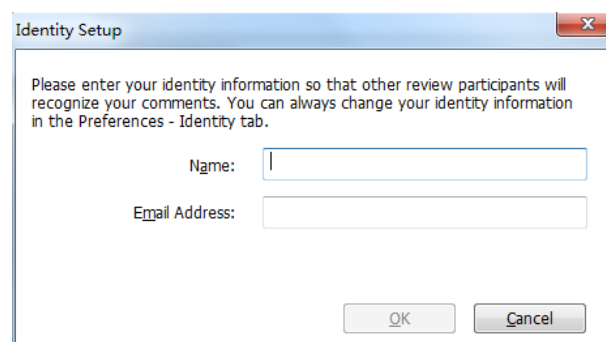 Identity Setup
Please enter your identity information so that other review participants will
recognize your comments. You can always change your identity information
in the Preferences - Identity tab.
Name:
Email Address:
OK
Cancel